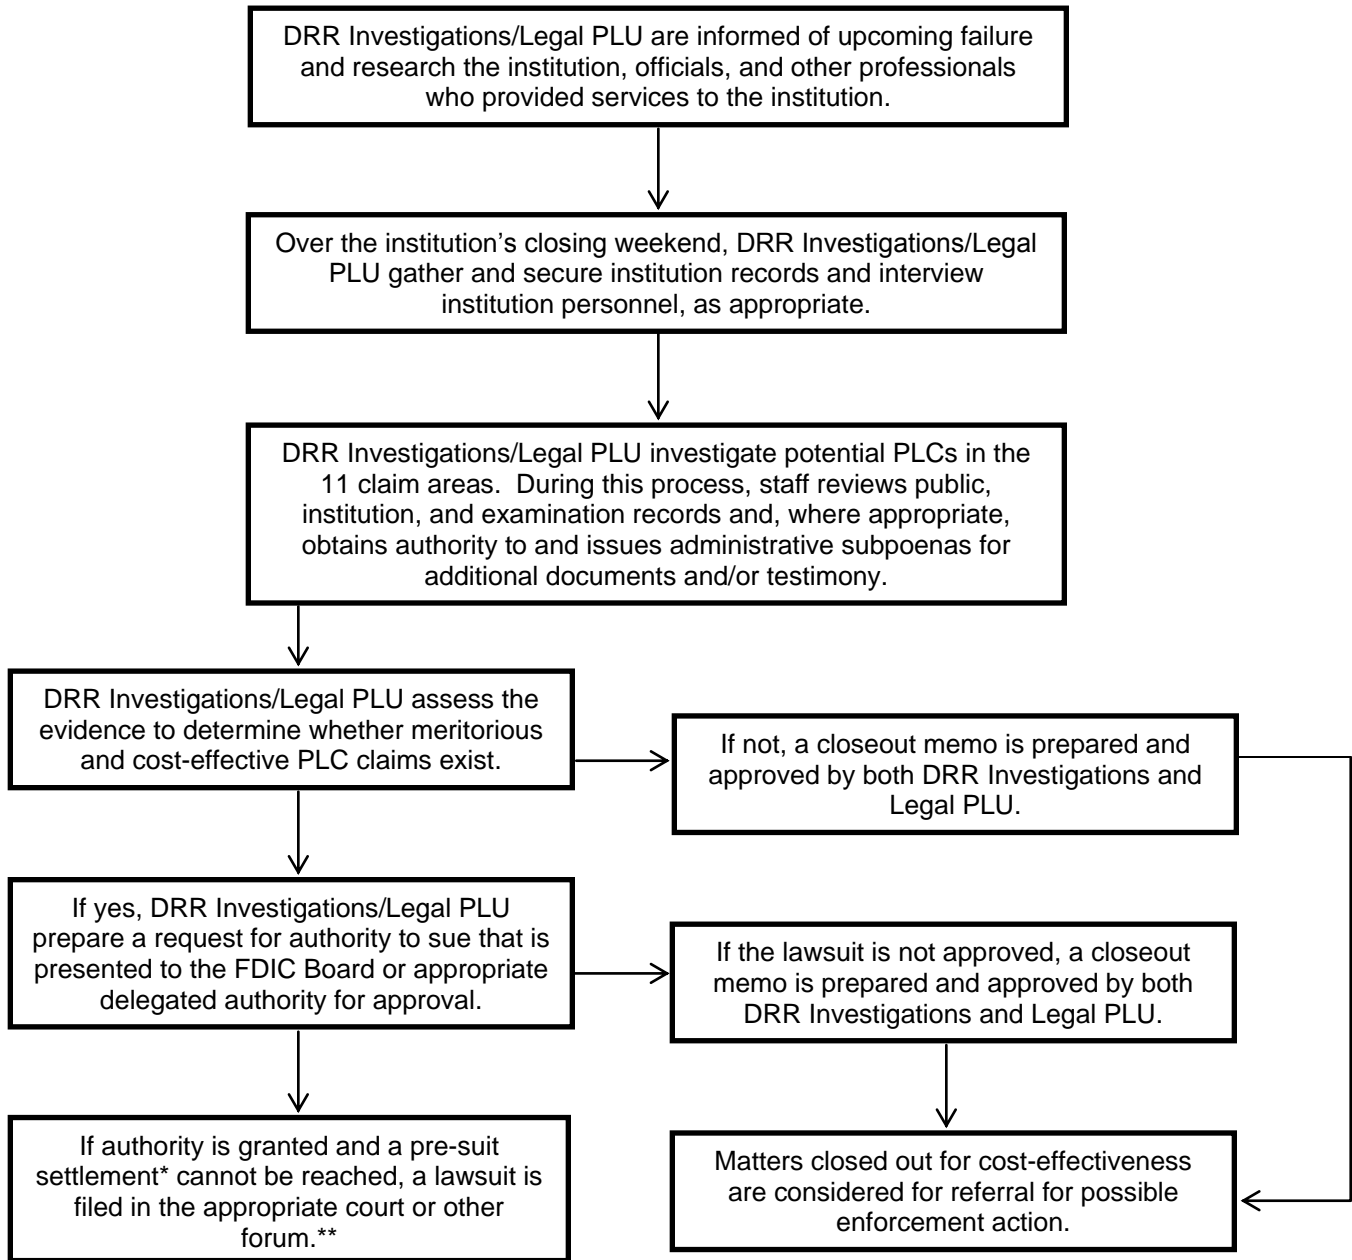 DRR Investigations/Legal PLU are informed of upcoming failure
and research the institution, officials, and other professionals
who provided services to the institution.
Over the institution's closing weekend, DRR Investigations/Legal
PLU gather and secure institution records and interview
institution personnel, as appropriate.
DRR Investigations/Legal PLU investigate potential PLCs in the
11 claim areas.  During this process, staff reviews public,
institution, and examination records and, where appropriate,
obtains authority to and issues administrative subpoenas for
additional documents and/or testimony.
DRR Investigations/Legal PLU assess the
evidence to determine whether meritorious
and cost-effective PLC claims exist.
If not, a closeout memo is prepared and
approved by both DRR Investigations and
Legal PLU.
If yes, DRR Investigations/Legal PLU
prepare a request for authority to sue that is
presented to the FDIC Board or appropriate
delegated authority for approval.
If the lawsuit is not approved, a closeout
memo is prepared and approved by both
DRR Investigations and Legal PLU.
If authority is granted and a pre-suit
settlement* cannot be reached, a lawsuit is
filed in the appropriate court or other
forum.**
Matters closed out for cost-effectiveness
are considered for referral for possible
enforcement action.